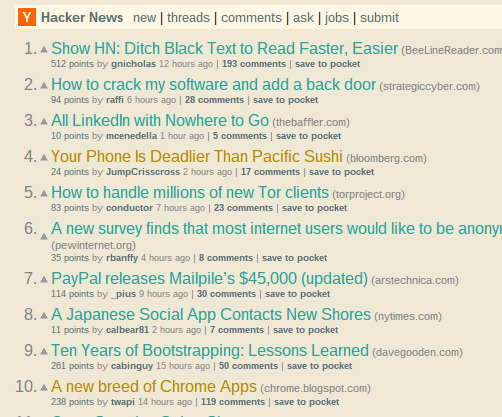 Y Hacker News new | threads | comments | ask | jobs | submit
1. Show HN: Ditch Black Text to Read Faster, Easier (BeeLineReader.com
512 points by gnicholas 12 hours ago | 193 comments | save to pocket
2. How to crack my software and add a back door (strategiccyber.com)
94 points by raffi 6 hours ago | 28 comments | save to pocket
3. All LinkedIn with Nowhere to Go (thebaffler.com)
10 points by mcenedella 1 hour ago | 5 comments | save to pocket
4. Your Phone Is Deadlier Than Pacific Sushi (bloomberg.com)
24 points by JumpCrisscross 2 hours ago | 17 comments | save to pocket
5. How to handle millions of new Tor clients (torproject.org)
83 points by conductor 7 hours ago | 23 comments | save to pocket
6. A new survey finds that most internet users would like to be anonym
(pewinternet.org)
35 points by rbanffy 4 hours ago | 8 comments | save to pocket
7. PayPal releases Mailpile's $45,000 (updated) (arstechnica.com)
114 points by _pius 9 hours ago | 30 comments | save to pocket
8. A Japanese Social App Contacts New Shores (nytimes.com)
11 points by calbear81 2 hours ago | 7 comments | save to pocket
9. Ten Years of Bootstrapping: Lessons Learned (davegooden.com)
261 points by cabinguy 15 hours ago | 50 comments | save to pocket
10. A new breed of Chrome Apps (chrome.blogspot.com)
238 points by twapi 14 hours ago | 119 comments | save to pocket